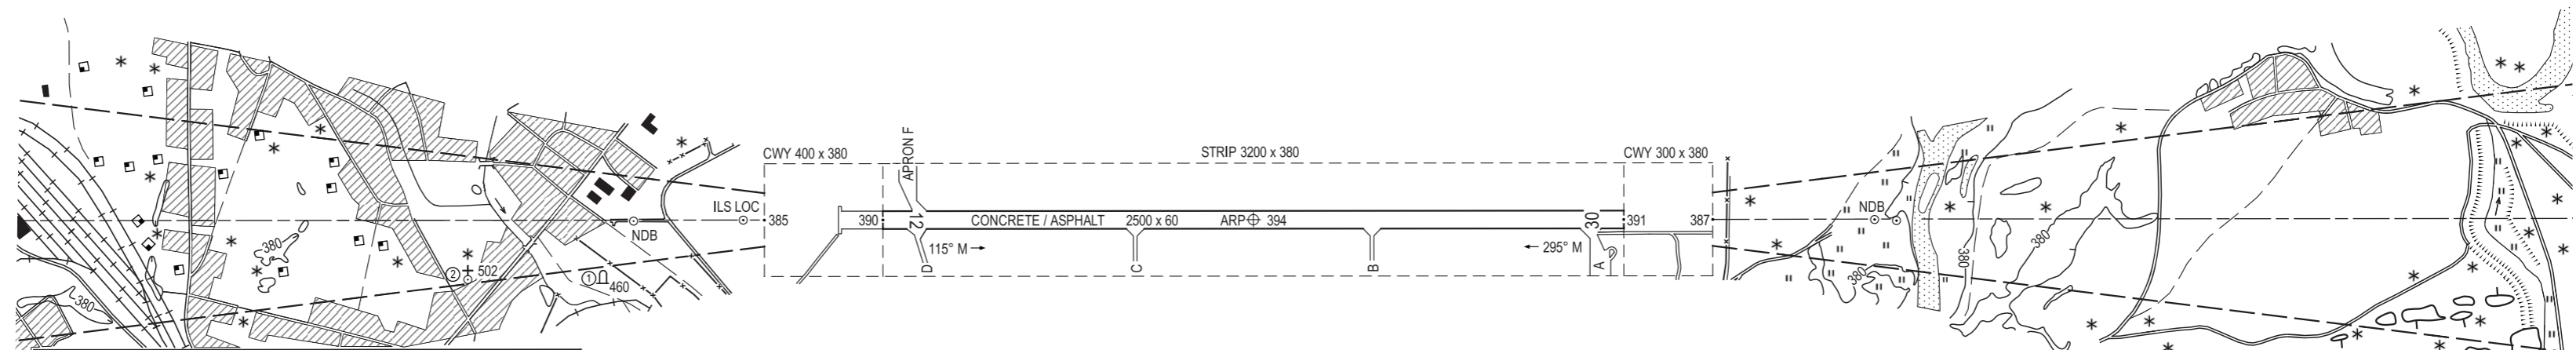 CWY 400 x 380
APRON F
STRIP 3200 x 380
CWY 300 x 380
ILS LOC
385
390
12
CONCRETE / ASPHALT 2500 x 60
ARP 394
30
391
387
NDB
NDB
115° M
295° M
D
C
B
A
380
2
502
1
460
380
380
380
380